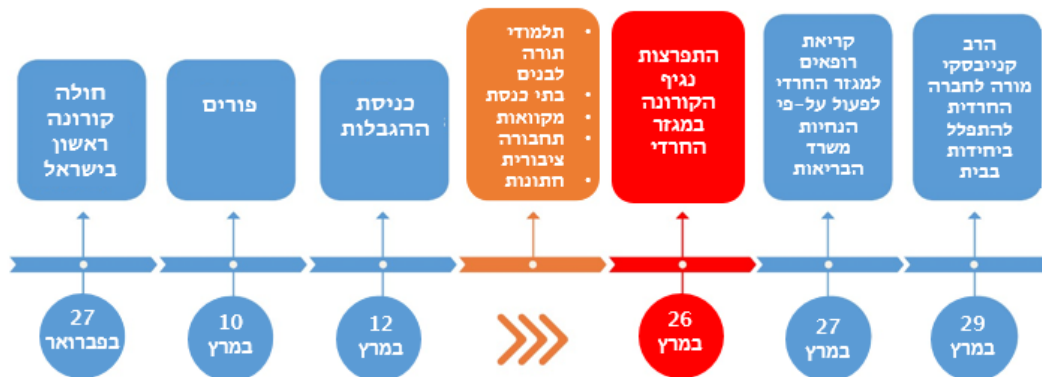 חולה
קורונה
ראשון
בישראל
פורים
כניסת
ההגבלות
• תלמודי
תורה
לבנים
• בתי כנסת
• מקוואות
• תחבורה
ציבורית
• חתונות
התפרצות
נגיף
הקורונה
במגזר
החרדי
קריאת
רופאים
למגזר החרדי
לפעול על-פי
הנחיות
משרד
הבריאות
הרב
קנייבסקי
מורה לחברה
החרדית
להתפלל
ביחידות
בבית
27
בפברואר
10
במרץ
12
במרץ
26
במרץ
27
במרץ
29
במרץ